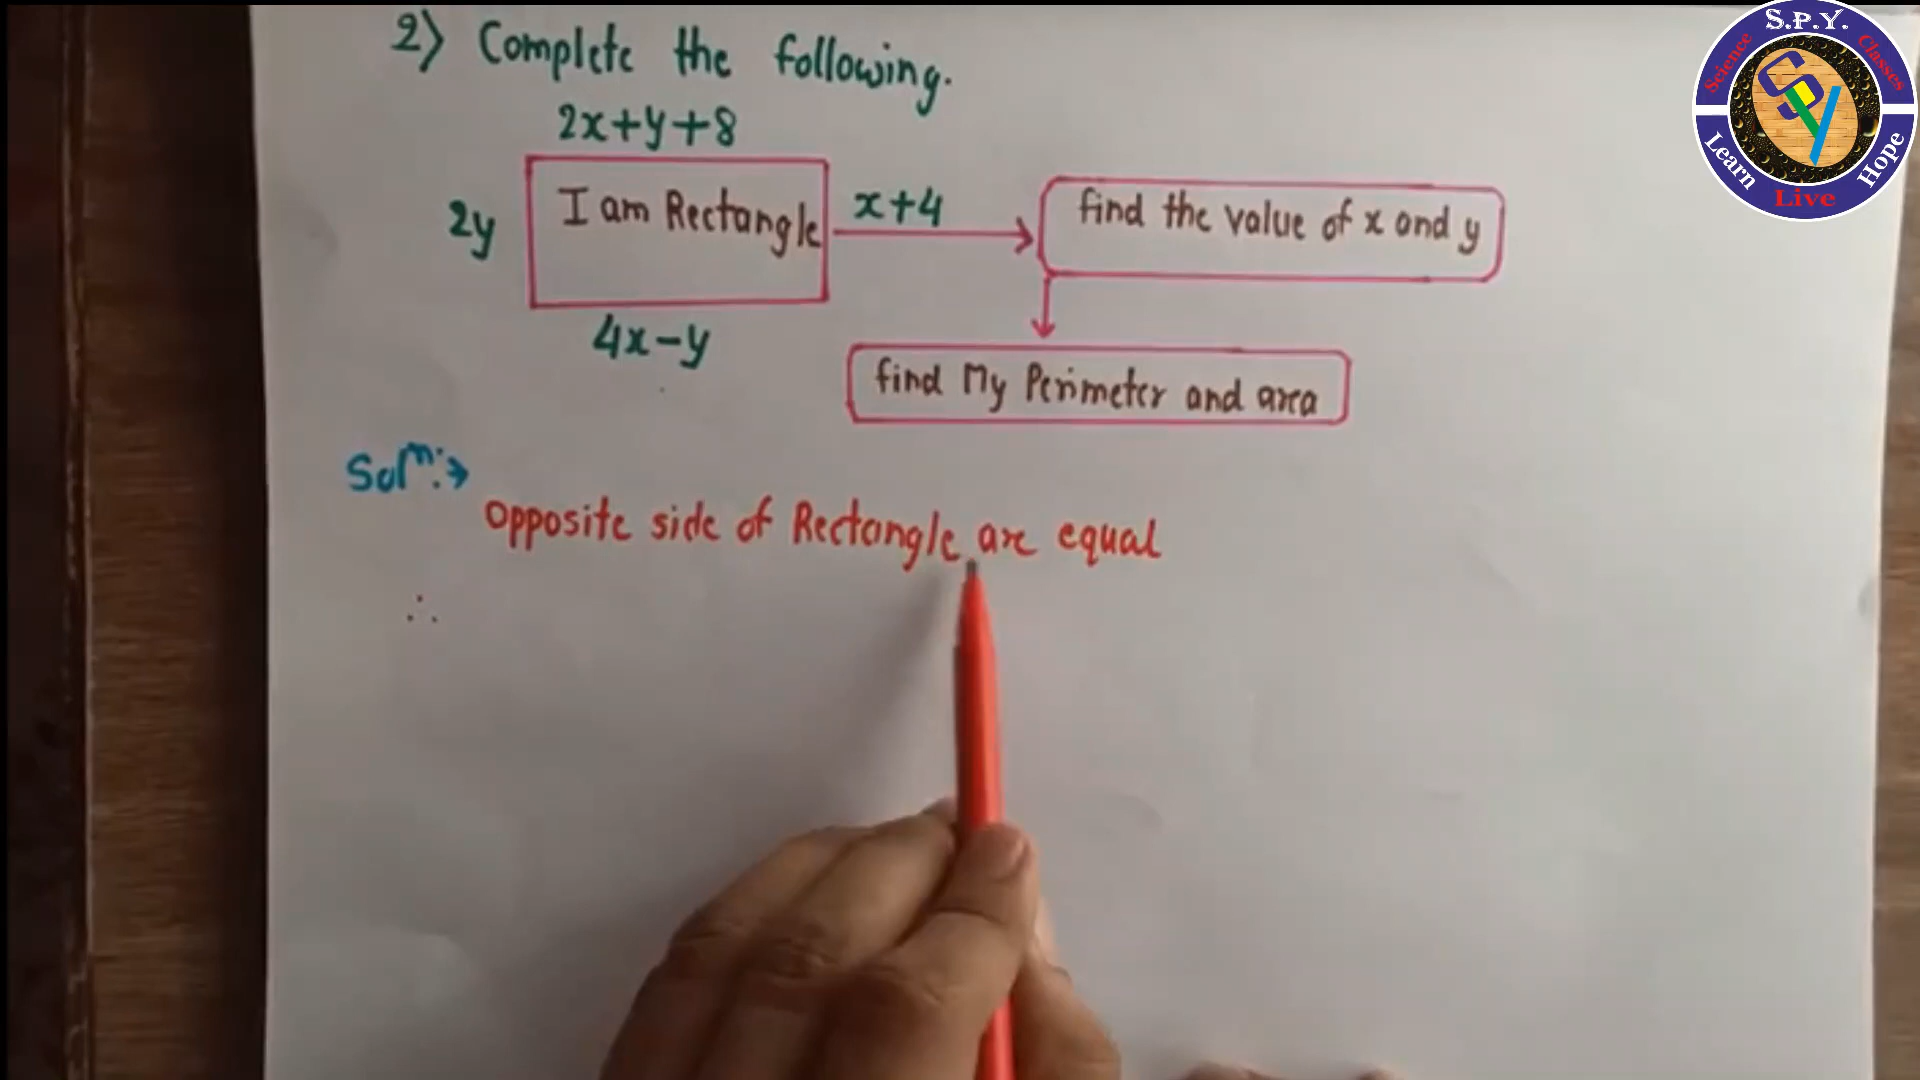 2) Complete the following.
2x+y+8
2y
I am Rectangle
x+4
find the value of x and y
4x-y
find My Perimeter and area
Solⁿ:→
Opposite side of Rectangle are equal
∴
S.P.Y.
Science
Classes
SPY
Learn
Live
Hope